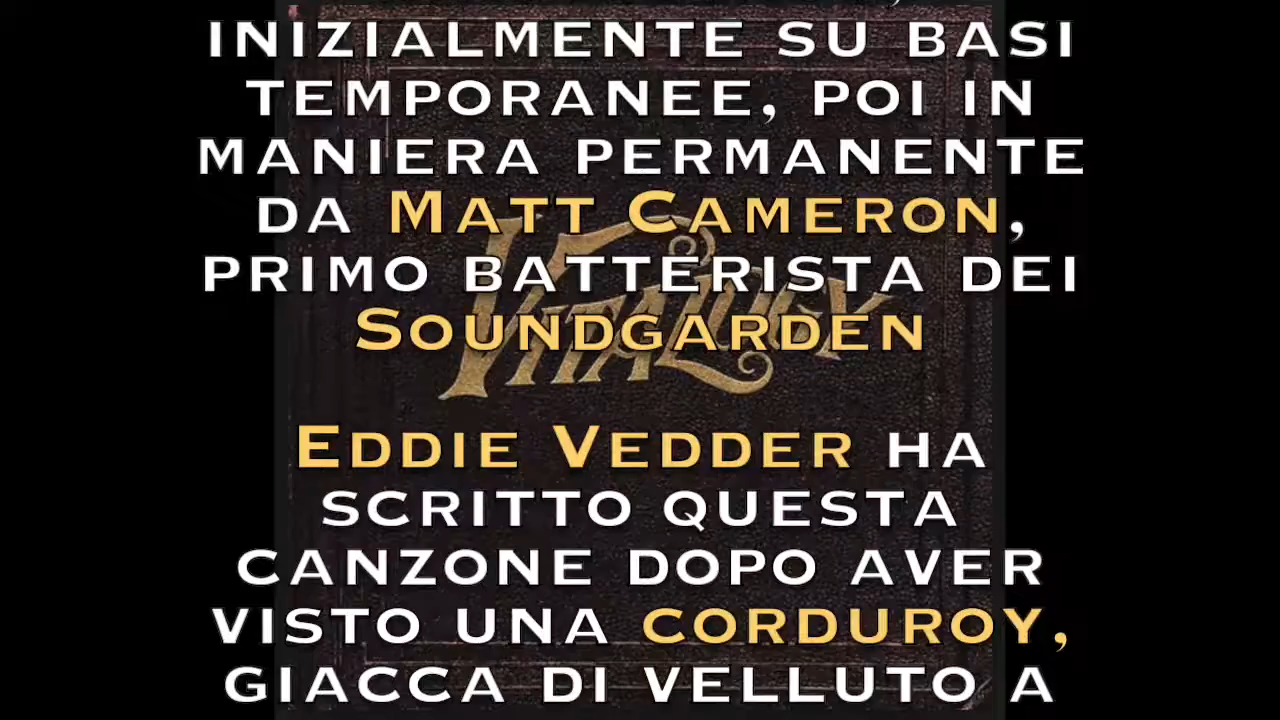 INIZIALMENTE SU BASI
TEMPORANEE, POI IN
MANIERA PERMANENTE
DA MATT CAMERON,
PRIMO BATTERISTA DEI
SOUNDGARDEN
VITALOGY
EDDIE VEDDER HA
SCRITTO QUESTA
CANZONE DOPO AVER
VISTO UNA CORDUROY,
GIACCA DI VELLUTO A